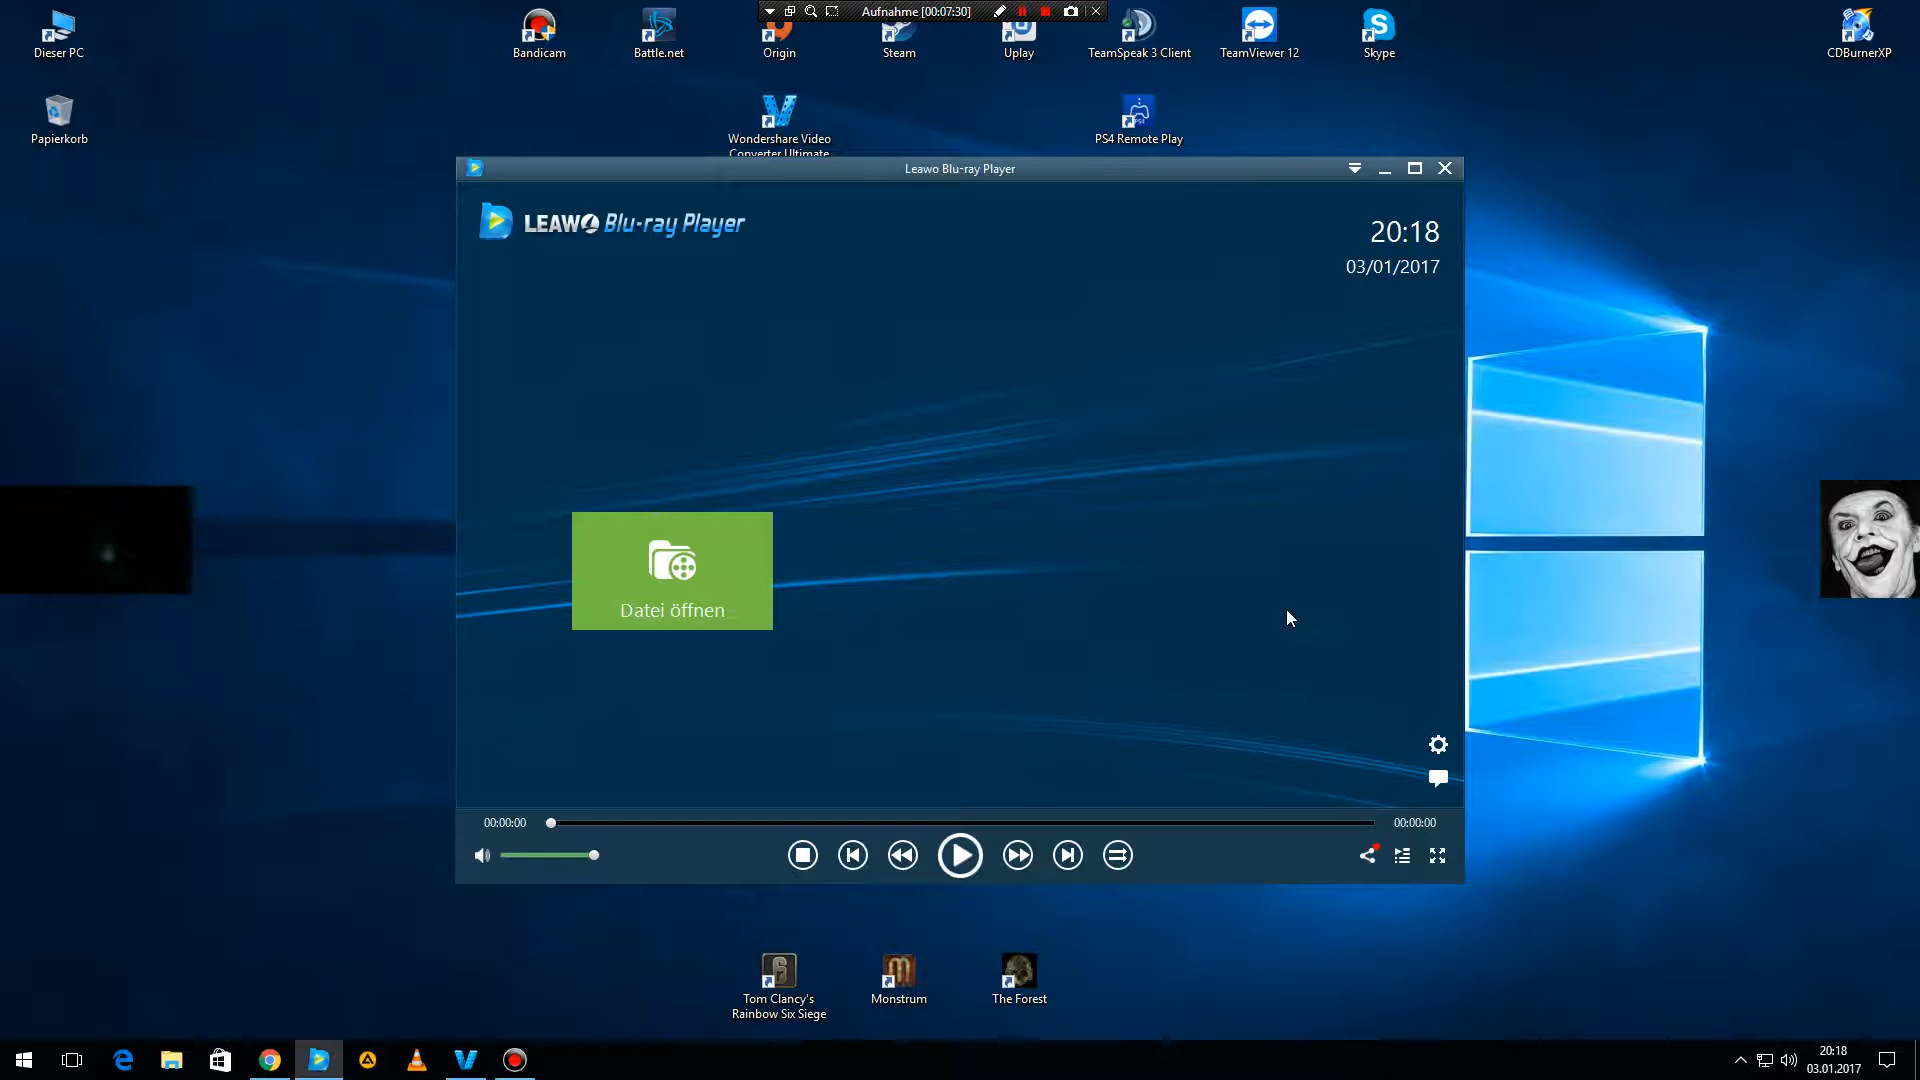 Aufnahme [00:07:30]
Dieser PC
Bandicam
Battle.net
Origin
Steam
Uplay
TeamSpeak 3 Client
TeamViewer 12
Skype
CDBurnerXP
Papierkorb
Wondershare Video
Converter Ultimate
PS4 Remote Play
Leawo Blu-ray Player
LEAWO Blu-ray Player
20:18
03/01/2017
Datei öffnen
00:00:00
00:00:00
Tom Clancy's
Rainbow Six Siege
Monstrum
The Forest
20:18
03.01.2017